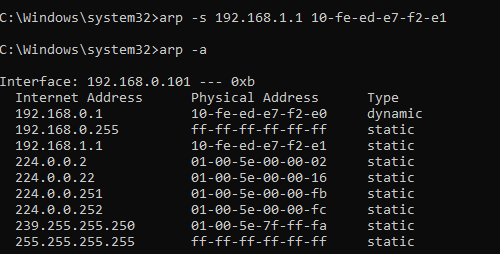 C:\Windows\system32>arp -s 192.168.1.1 10-fe-ed-e7-f2-e1
C:\Windows\system32>arp -a
Interface: 192.168.0.101 --- 0xb
Internet Address Physical Address Type
192.168.0.1 10-fe-ed-e7-f2-e0 dynamic
192.168.0.255 ff-ff-ff-ff-ff-ff static
192.168.1.1 10-fe-ed-e7-f2-e1 static
224.0.0.2 01-00-5e-00-00-02 static
224.0.0.22 01-00-5e-00-00-16 static
224.0.0.251 01-00-5e-00-00-fb static
224.0.0.252 01-00-5e-00-00-fc static
239.255.255.250 01-00-5e-7f-ff-fa static
255.255.255.255 ff-ff-ff-ff-ff-ff static